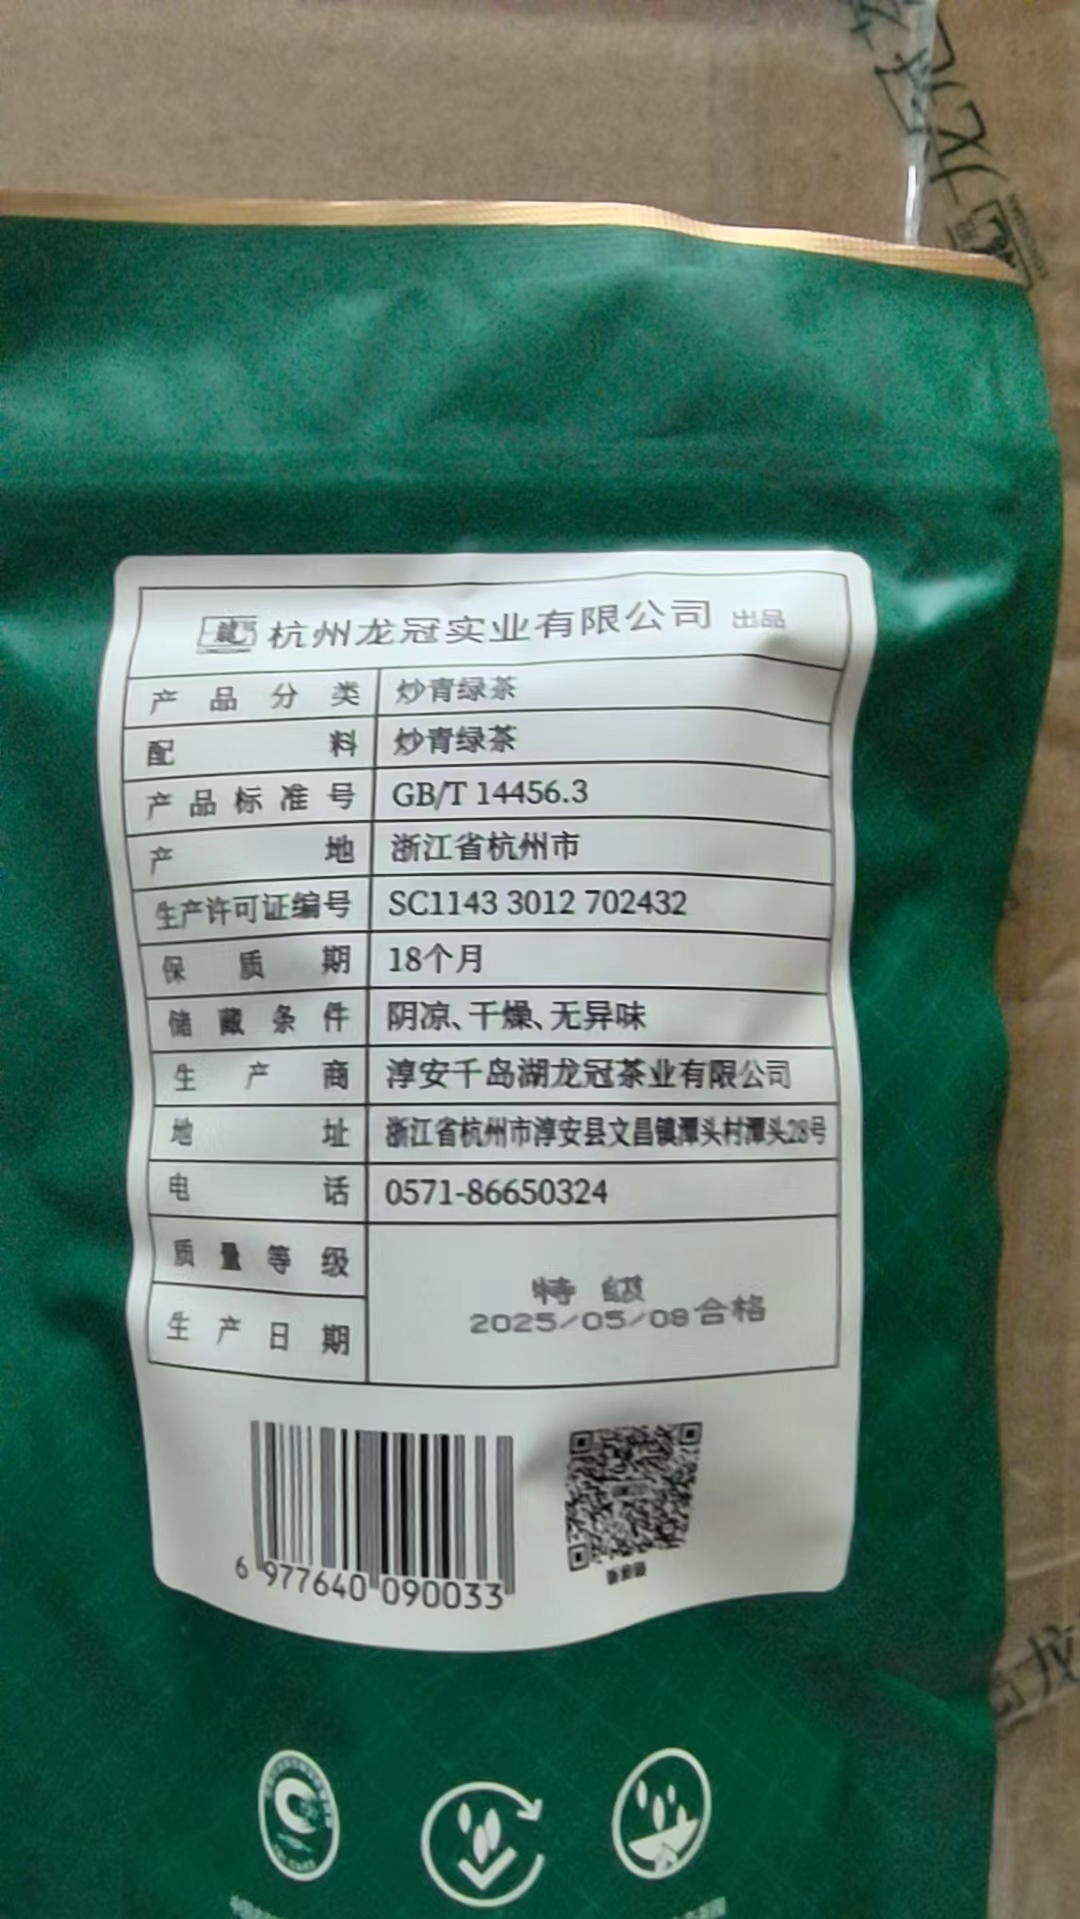 杭州龙冠实业有限公司 出品
产品分类 炒青绿茶
配料 炒青绿茶
产品标准号 GB/T 14456.3
产地 浙江省杭州市
生产许可证编号 SC1143 3012 702432
保质期 18个月
储藏条件 阴凉、干燥、无异味
生产商 淳安千岛湖龙冠茶业有限公司
地址 浙江省杭州市淳安县文昌镇潭头村潭头28号
电话 0571-86650324
质量等级 特 级
生产日期 2025/05/08合格
6 977640 090033